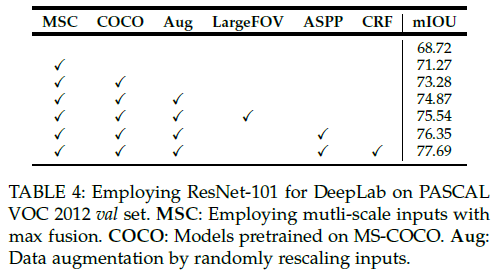 MSC COCO Aug LargeFOV ASPP CRF mIOU
68.72
✓ 71.27
✓ ✓ 73.28
✓ ✓ ✓ 74.87
✓ ✓ ✓ ✓ 75.54
✓ ✓ ✓ ✓ 76.35
✓ ✓ ✓ ✓ ✓ 77.69
TABLE 4: Employing ResNet-101 for DeepLab on PASCAL
VOC 2012 val set. MSC: Employing mutli-scale inputs with
max fusion. COCO: Models pretrained on MS-COCO. Aug:
Data augmentation by randomly rescaling inputs.